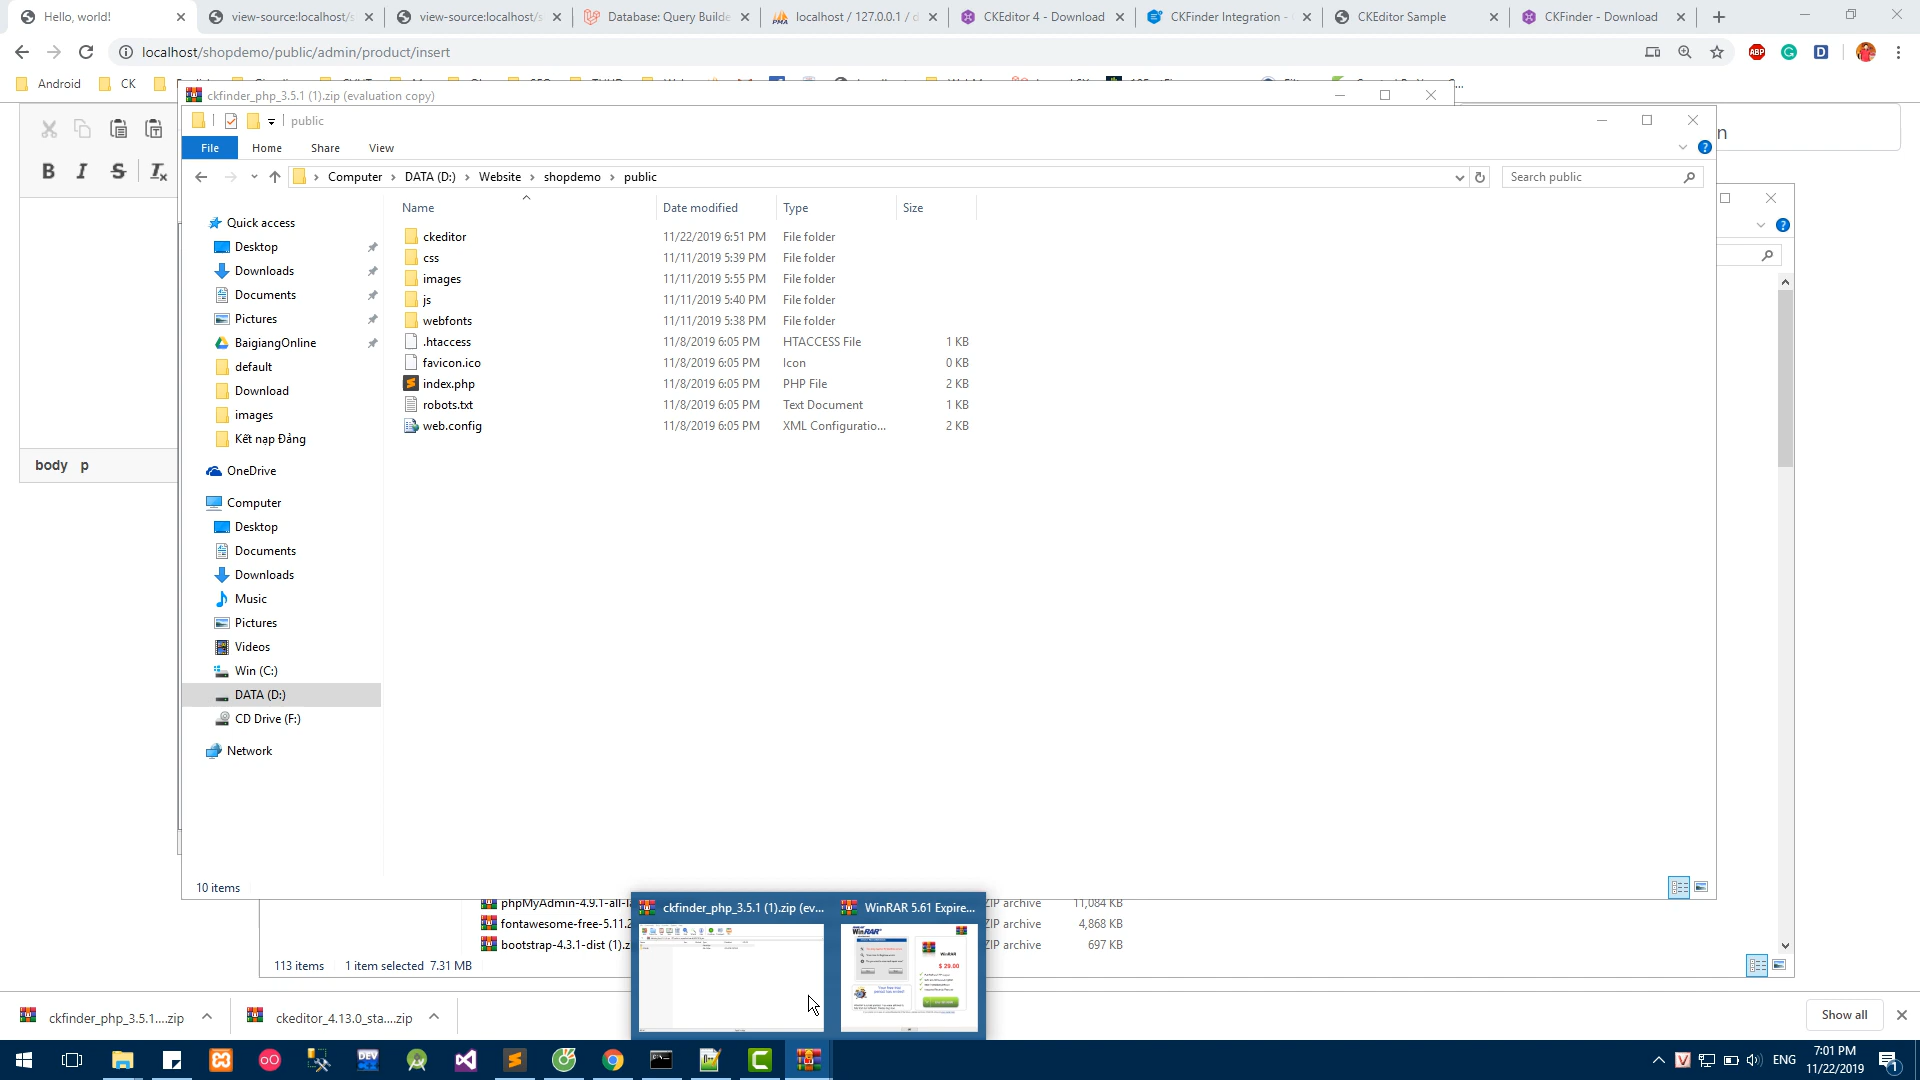 Hello, world!
view-source:localhost/s
view-source:localhost/s
Database: Query Builde
localhost / 127.0.0.1 / d
CKEditor 4 - Download
CKFinder Integration -
CKEditor Sample
CKFinder - Download
localhost/shopdemo/public/admin/product/insert
Android
CK
ckfinder_php_3.5.1 (1).zip (evaluation copy)
public
File
Home
Share
View
Computer
DATA (D:)
Website
shopdemo
public
Search public
Name
Date modified
Type
Size
Quick access
Desktop
Downloads
Documents
Pictures
BaigiangOnline
default
Download
images
Kết nạp Đảng
OneDrive
Computer
Desktop
Documents
Downloads
Music
Pictures
Videos
Win (C:)
DATA (D:)
CD Drive (F:)
Network
ckeditor 11/22/2019 6:51 PM File folder
css 11/11/2019 5:39 PM File folder
images 11/11/2019 5:55 PM File folder
js 11/11/2019 5:40 PM File folder
webfonts 11/11/2019 5:38 PM File folder
.htaccess 11/8/2019 6:05 PM HTACCESS File 1 KB
favicon.ico 11/8/2019 6:05 PM Icon 0 KB
index.php 11/8/2019 6:05 PM PHP File 2 KB
robots.txt 11/8/2019 6:05 PM Text Document 1 KB
web.config 11/8/2019 6:05 PM XML Configuratio... 2 KB
body p
10 items
phpMyAdmin-4.9.1-all-l ZIP archive 11,084 KB
fontawesome-free-5.11.2 ZIP archive 4,868 KB
bootstrap-4.3.1-dist (1).z ZIP archive 697 KB
113 items 1 item selected 7.31 MB
ckfinder_php_3.5.1 (1).zip (ev...
WinRAR 5.61 Expire...
WinRAR
$ 29.00
ckfinder_php_3.5.1....zip
ckeditor_4.13.0_sta....zip
Show all
ENG
7:01 PM
11/22/2019